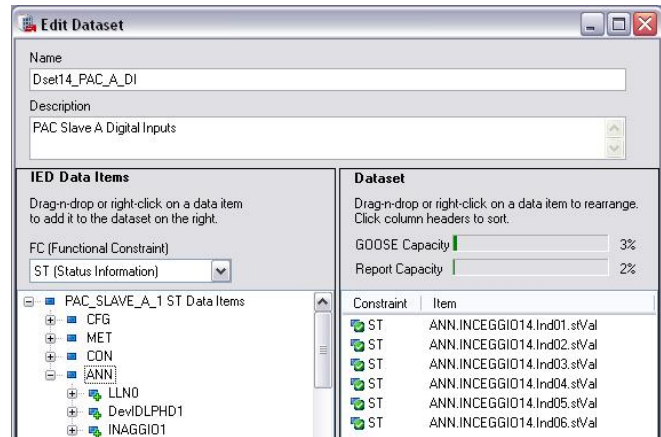 Edit Dataset
Name
Dset14_PAC_A_DI
Description
PAC Slave A Digital Inputs
IED Data Items
Drag-n-drop or right-click on a data item
to add it to the dataset on the right.
FC (Functional Constraint)
ST (Status Information)
PAC_SLAVE_A_1 ST Data Items
CFG
MET
CON
ANN
LLN0
DevIDLPHD1
INAGGIO1
Dataset
Drag-n-drop or right-click on a data item to rearrange.
Click column headers to sort.
GOOSE Capacity 3%
Report Capacity 2%
Constraint Item
ST ANN.INCEGGIO14.Ind01.stVal
ST ANN.INCEGGIO14.Ind02.stVal
ST ANN.INCEGGIO14.Ind03.stVal
ST ANN.INCEGGIO14.Ind04.stVal
ST ANN.INCEGGIO14.Ind05.stVal
ST ANN.INCEGGIO14.Ind06.stVal